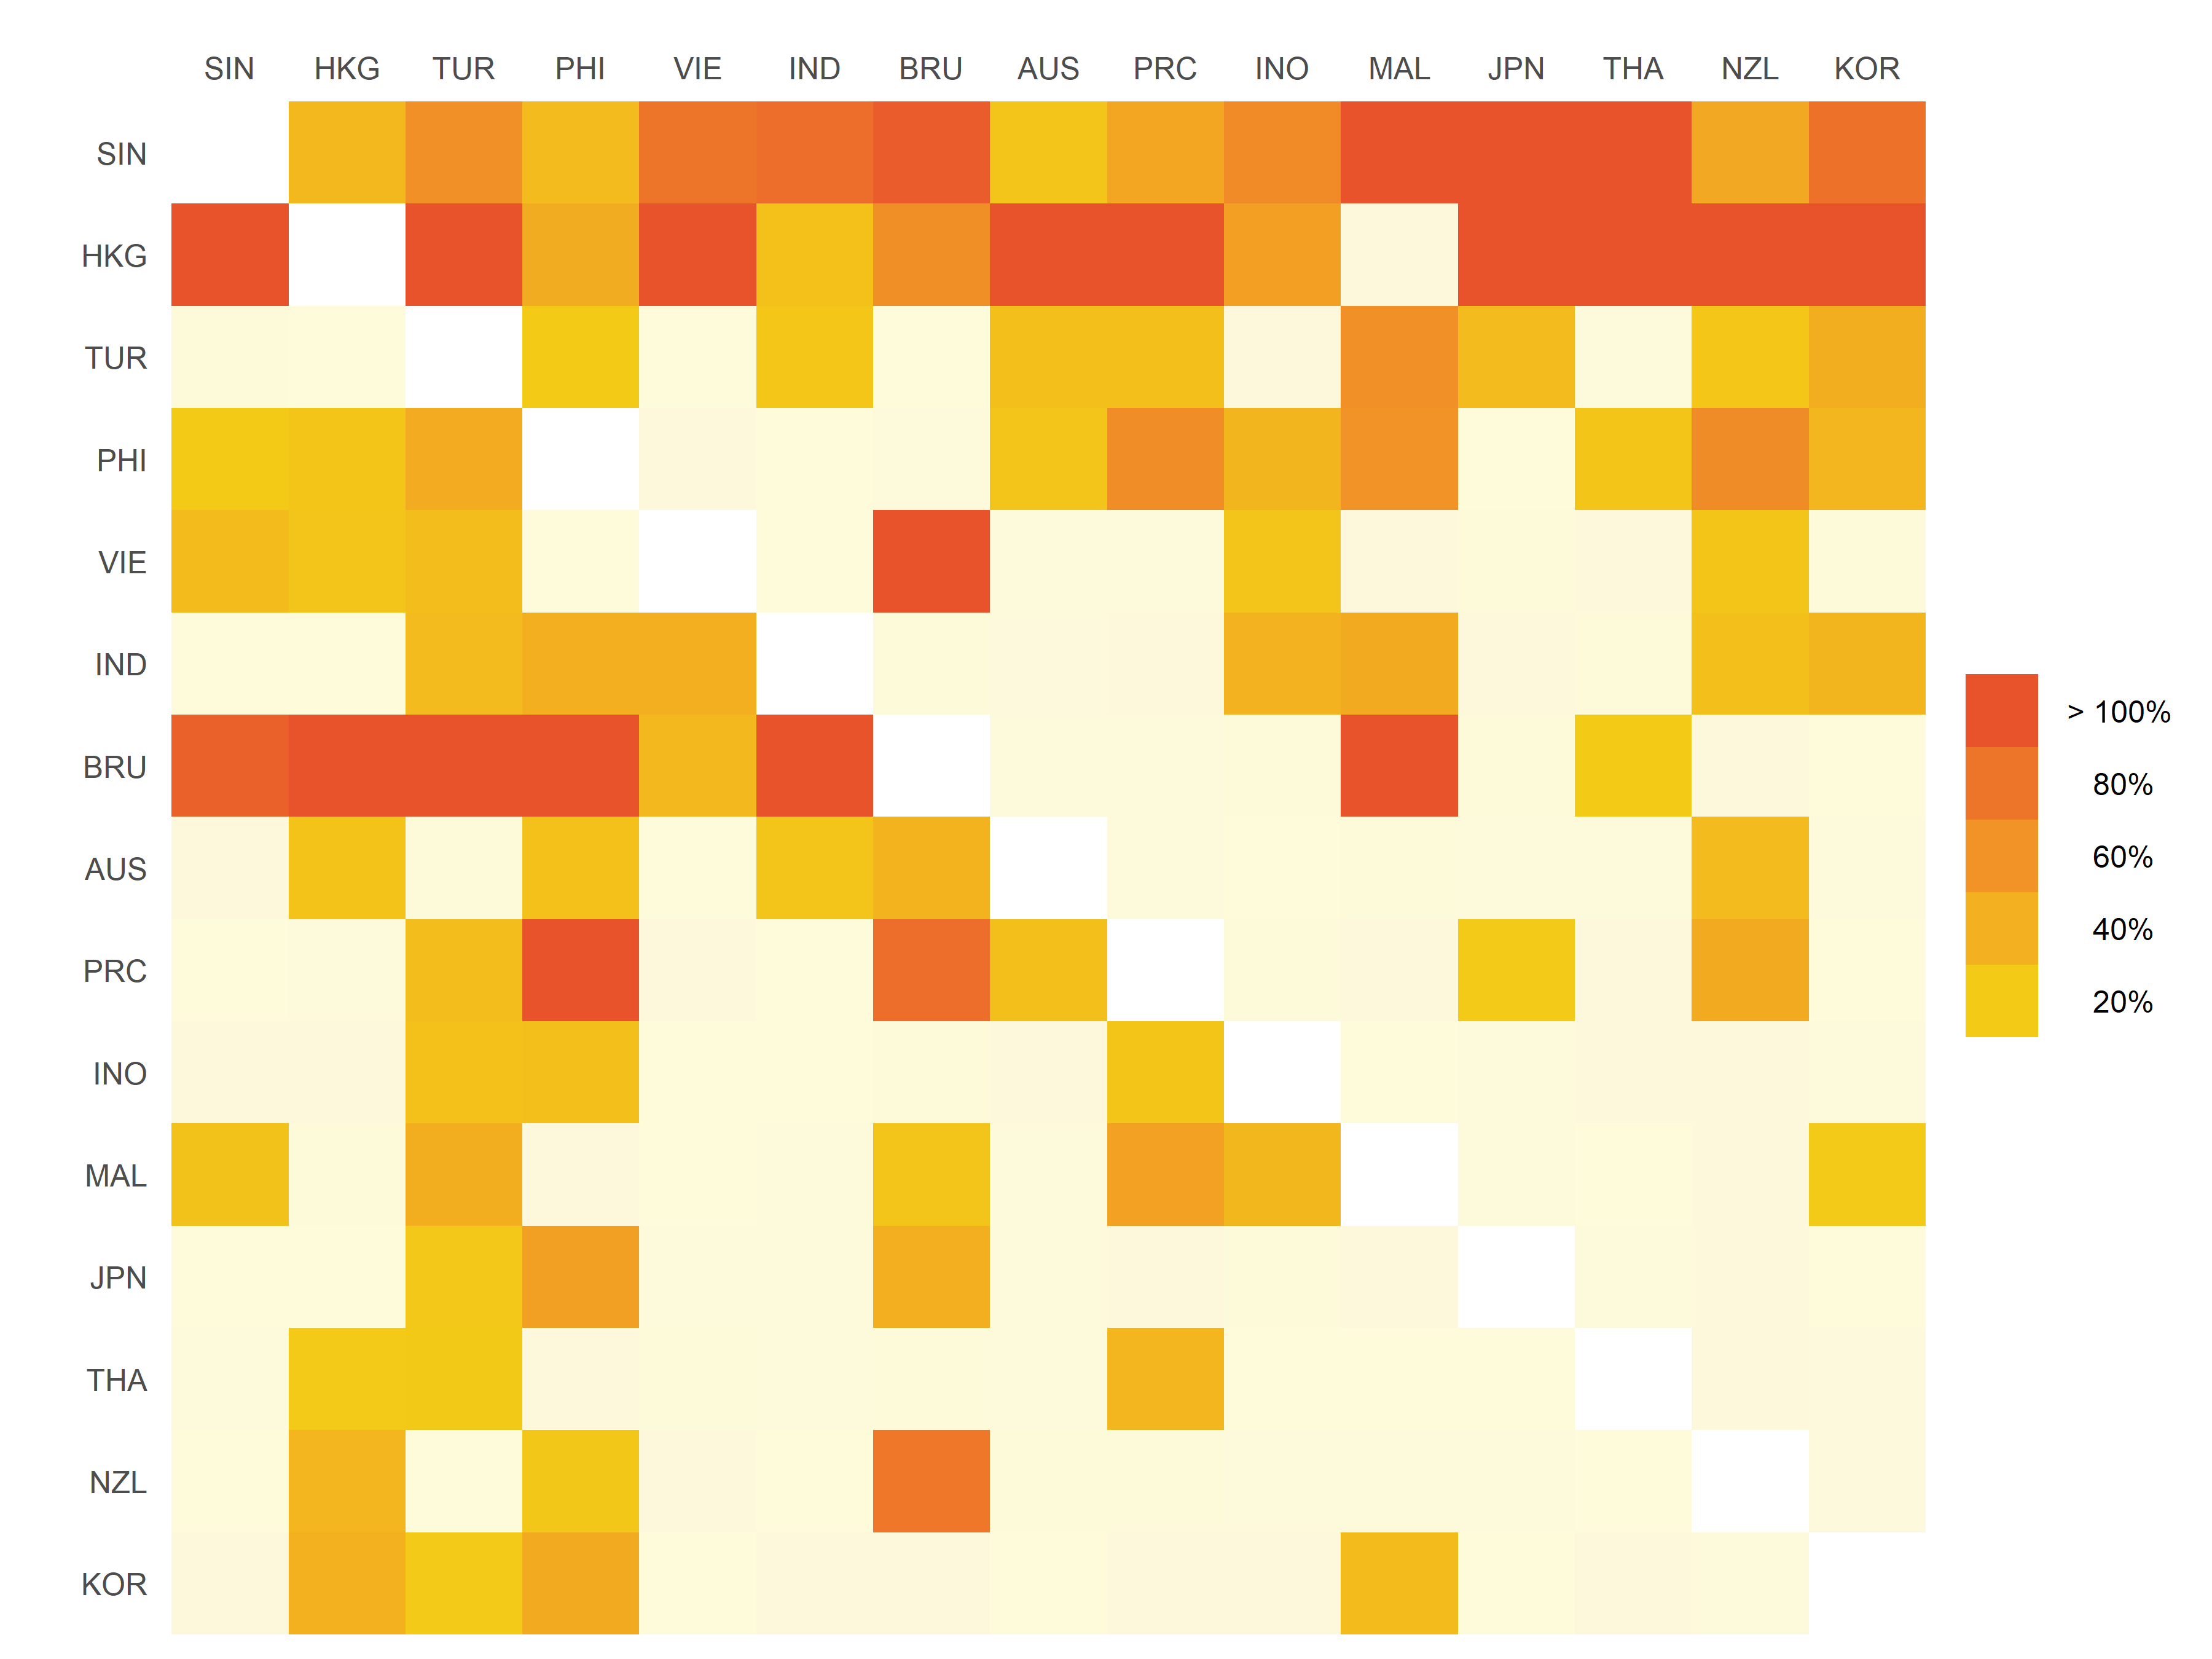 SIN HKG TUR PHI VIE IND BRU AUS PRC INO MAL JPN THA NZL KOR
SIN
HKG
TUR
PHI
VIE
IND
BRU
AUS
PRC
INO
MAL
JPN
THA
NZL
KOR
> 100%
80%
60%
40%
20%